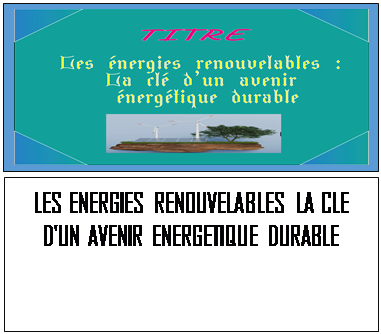 TITRE
Les énergies renouvelables :
La clé d'un avenir
énergétique durable
LES ENERGIES RENOUVELABLES LA CLE
D'UN AVENIR ENERGETIQUE DURABLE